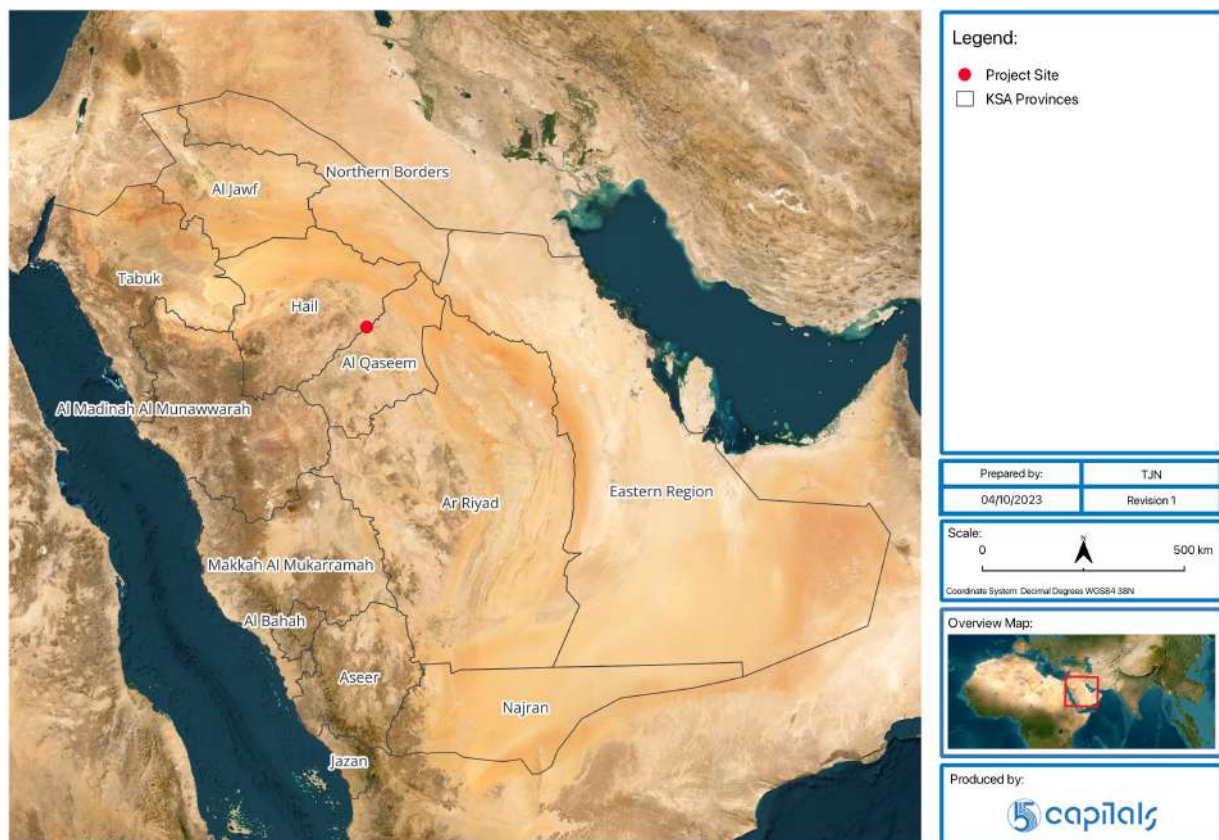 Northern Borders
Al Jawf
Tabuk
Hail
Al Qaseem
Al Madinah Al Munawwarah
Eastern Region
Ar Riyad
Makkah Al Mukarramah
Al Bahah
Aseer
Najran
Jazan
Legend:
Project Site
KSA Provinces
Prepared by: TJN
04/10/2023 Revision 1
Scale:
N
0 500 km
Coordinate System: Decimal Degrees WGS84 38N
Overview Map:
Produced by:
5 capitals